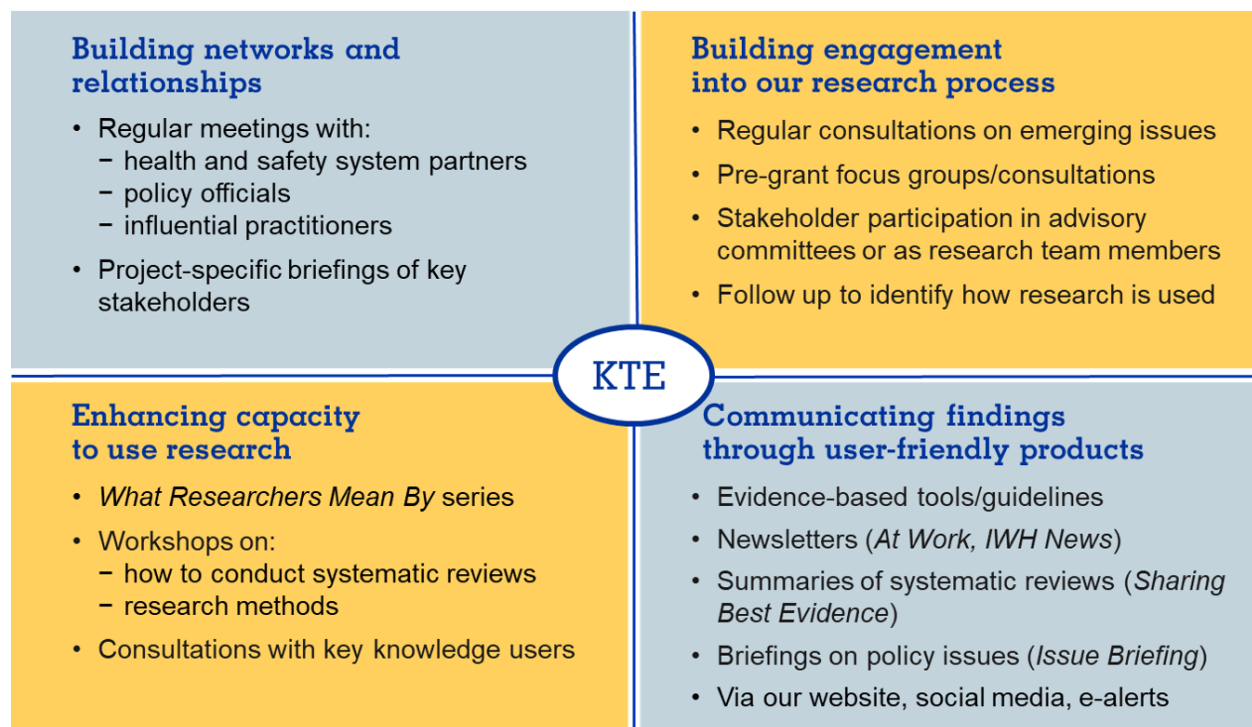 Building networks and
relationships
• Regular meetings with:
− health and safety system partners
− policy officials
− influential practitioners
• Project-specific briefings of key
stakeholders
Building engagement
into our research process
• Regular consultations on emerging issues
• Pre-grant focus groups/consultations
• Stakeholder participation in advisory
committees or as research team members
• Follow up to identify how research is used
KTE
Enhancing capacity
to use research
• What Researchers Mean By series
• Workshops on:
− how to conduct systematic reviews
− research methods
• Consultations with key knowledge users
Communicating findings
through user-friendly products
• Evidence-based tools/guidelines
• Newsletters (At Work, IWH News)
• Summaries of systematic reviews (Sharing
Best Evidence)
• Briefings on policy issues (Issue Briefing)
• Via our website, social media, e-alerts